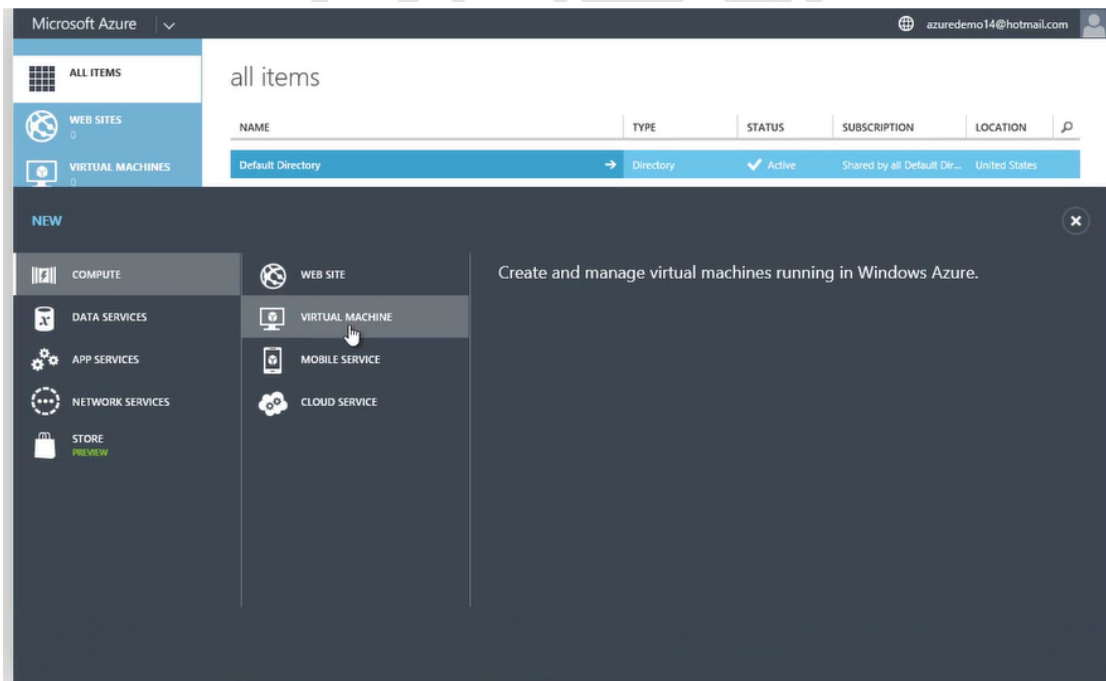 Microsoft Azure
azuredemo14@hotmail.com
ALL ITEMS
WEB SITES
0
VIRTUAL MACHINES
0
all items
NAME TYPE STATUS SUBSCRIPTION LOCATION
Default Directory Directory Active Shared by all Default Dir... United States
NEW
COMPUTE
DATA SERVICES
APP SERVICES
NETWORK SERVICES
STORE
PREVIEW
WEB SITE
VIRTUAL MACHINE
MOBILE SERVICE
CLOUD SERVICE
Create and manage virtual machines running in Windows Azure.